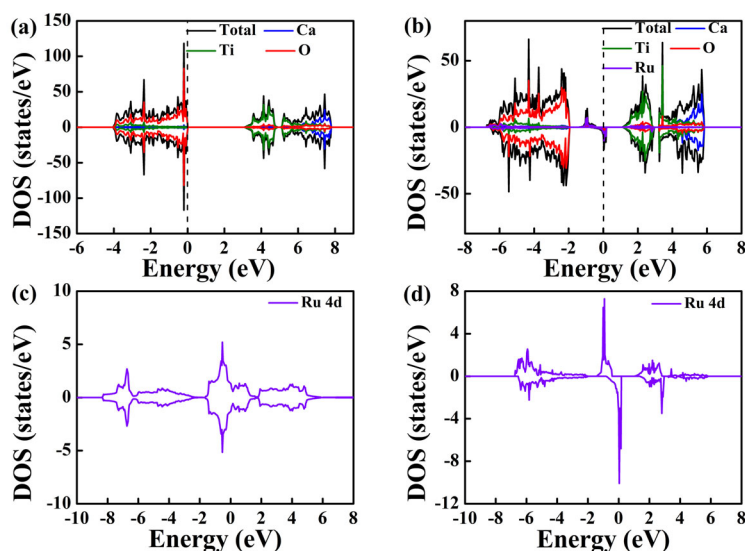 (a)
Total Ca
Ti O
DOS (states/eV)
150
100
50
0
-50
-100
-150
-6 -4 -2 0 2 4 6 8
Energy (eV)
(b)
Total Ca
Ti O
Ru
DOS (states/eV)
50
0
-50
-8 -6 -4 -2 0 2 4 6 8
Energy (eV)
(c)
Ru 4d
DOS (states/eV)
10
5
0
-5
-10
-10 -8 -6 -4 -2 0 2 4 6 8
Energy (eV)
(d)
Ru 4d
DOS (states/eV)
8
4
0
-4
-8
-12
-10 -8 -6 -4 -2 0 2 4 6 8
Energy (eV)